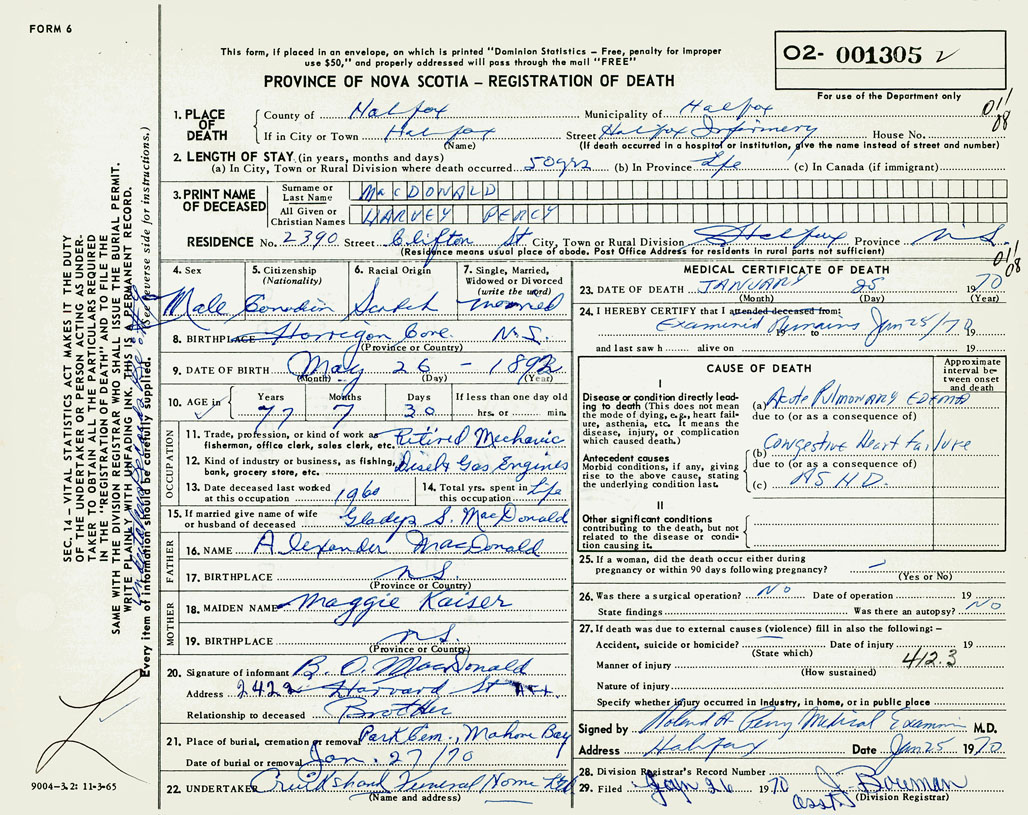 FORM 6
This form, if placed in an envelope, on which is printed "Dominion Statistics – Free, penalty for improper
use $50," and properly addressed will pass through the mail "FREE"
PROVINCE OF NOVA SCOTIA – REGISTRATION OF DEATH
02- 001305
For use of the Department only
011
08
1. PLACE OF DEATH
County of Halifax Municipality of Halifax
If in City or Town Halifax Street Halifax Infirmery House No.
(Name) (If death occurred in a hospital or institution, give the name instead of street and number)
2. LENGTH OF STAY (in years, months and days)
(a) In City, Town or Rural Division where death occurred 50 yrs (b) In Province Life (c) In Canada (if immigrant)
3. PRINT NAME OF DECEASED
Surname or Last Name MacDONALD
All Given or Christian Names HARVEY PERCY
RESIDENCE No. 2390 Street Clifton St City, Town or Rural Division Halifax Province N.S.
(Residence means usual place of abode. Post Office Address for residents in rural parts not sufficient)
011
08
4. Sex
Male
5. Citizenship
(Nationality)
Canadian
6. Racial Origin
Scotch
7. Single, Married, Widowed or Divorced
(write the word)
Married
8. BIRTHPLACE Harrigan Cove. N.S.
(Province or Country)
9. DATE OF BIRTH May 26 – 1892
(Month) (Day) (Year)
10. AGE in
Years Months Days If less than one day old
77 7 30 hrs. or min.
OCCUPATION
11. Trade, profession, or kind of work as fisherman, office clerk, sales clerk, etc. Retired Mechanic
12. Kind of industry or business, as fishing, bank, grocery store, etc. Diesel & Gas Engines
13. Date deceased last worked at this occupation 1960
14. Total yrs. spent in this occupation Life
15. If married give name of wife or husband of deceased Gladys S. MacDonald
FATHER
16. NAME Alexander MacDonald
17. BIRTHPLACE N.S.
(Province or Country)
MOTHER
18. MAIDEN NAME Maggie Kaiser
19. BIRTHPLACE N.S.
(Province or Country)
20. Signature of informant B. O. MacDonald
Address 2422 Harvard St
Relationship to deceased Brother
21. Place of burial, cremation or removal Park Cem., Mahone Bay
Date of burial or removal Jan. 27/70
22. UNDERTAKER Cruikshank Funeral Home Ltd
(Name and address)
MEDICAL CERTIFICATE OF DEATH
23. DATE OF DEATH JANUARY 25 1970
(Month) (Day) (Year)
24. I HEREBY CERTIFY that I attended deceased from:
Examined Remains Jan 25/70 19
and last saw h alive on 19
CAUSE OF DEATH
Approximate interval between onset and death
I
Disease or condition directly leading to death (This does not mean the mode of dying, e.g., heart failure, asthenia, etc. It means the disease, injury, or complication which caused death.)
(a) Acute Pulmonary Edema
due to (or as a consequence of)
Antecedent causes
Morbid conditions, if any, giving rise to the above cause, stating the underlying condition last.
(b) Congestive Heart Failure
due to (or as a consequence of)
(c) ASHD.
II
Other significant conditions
contributing to the death, but not related to the disease or condition causing it.
25. If a woman, did the death occur either during pregnancy or within 90 days following pregnancy? –
(Yes or No)
26. Was there a surgical operation? No Date of operation 19
State findings Was there an autopsy? No
27. If death was due to external causes (violence) fill in also the following: –
Accident, suicide or homicide? Date of injury 19
(State which)
412.3
Manner of injury
(How sustained)
Nature of injury
Specify whether injury occurred in industry, in home, or in public place
Signed by Roland A Perry Medical Examiner M.D.
Address Halifax Date Jan 25 1970
28. Division Registrar's Record Number
29. Filed Jan 26 1970 J. Bowman
Asst.
(Division Registrar)
SEC. 14 – VITAL STATISTICS ACT MAKES IT THE DUTY
OF THE UNDERTAKER OR PERSON ACTING AS UNDER-
TAKER TO OBTAIN ALL THE PARTICULARS REQUIRED
IN THE "REGISTRATION OF DEATH" AND TO FILE THE
SAME WITH THE DIVISION REGISTRAR WHO SHALL ISSUE THE BURIAL PERMIT.
WRITE PLAINLY WITH UNFADING INK. THIS IS A PERMANENT RECORD.
Every item of information should be carefully supplied. (See reverse side for instructions.)
9004–3.2: 11-3-65